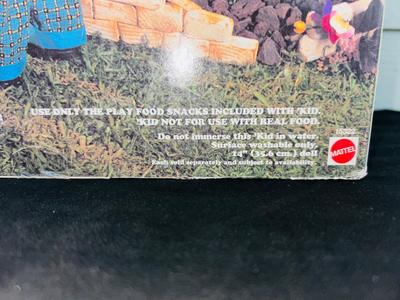 USE ONLY THE PLAY FOOD SNACKS INCLUDED WITH 'KID.
'KID NOT FOR USE WITH REAL FOOD.
Do not immerse this 'Kid in water.
Surface washable only.
14" (35.6 cm.) doll
Each sold separately and subject to availability.
MATTEL